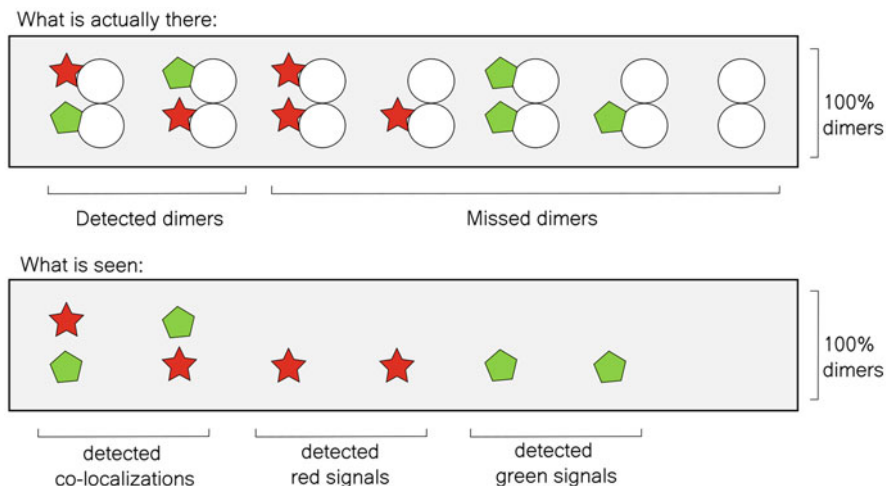 What is actually there:
100%
dimers
Detected dimers
Missed dimers
What is seen:
100%
dimers
detected
co-localizations
detected
red signals
detected
green signals